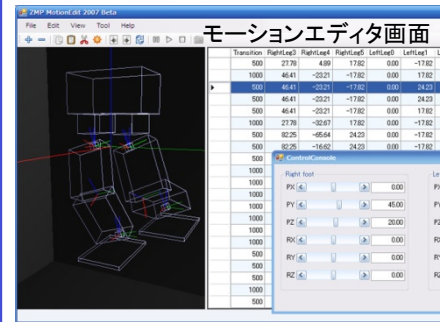 ZMP MotionEdit 2007 Beta
File Edit View Tool Help
モーションエディタ画面
Transition RightLeg3 RightLeg4 RightLeg5 LeftLeg0 LeftLeg1
500 27.78 4.89 17.82 0.00 -17.82
1000 46.41 -23.21 -17.82 0.00 17.82
500 46.41 -23.21 -17.82 0.00 24.23
500 46.41 -23.21 -17.82 0.00 24.23
1000 46.41 -23.21 -17.82 0.00 17.82
1000 27.78 -32.67 17.82 0.00 -17.82
500 82.25 -65.64 24.23 0.00 -17.82
500 82.25 -16.62 24.23 0.00 -17.82
500
1000
1000
1000
1000
1000
500
500
500
1000
500
ControlConsole
Right foot
PX 0.00
PY 45.00
PZ 20.00
RX 0.00
RY 0.00
RZ 0.00